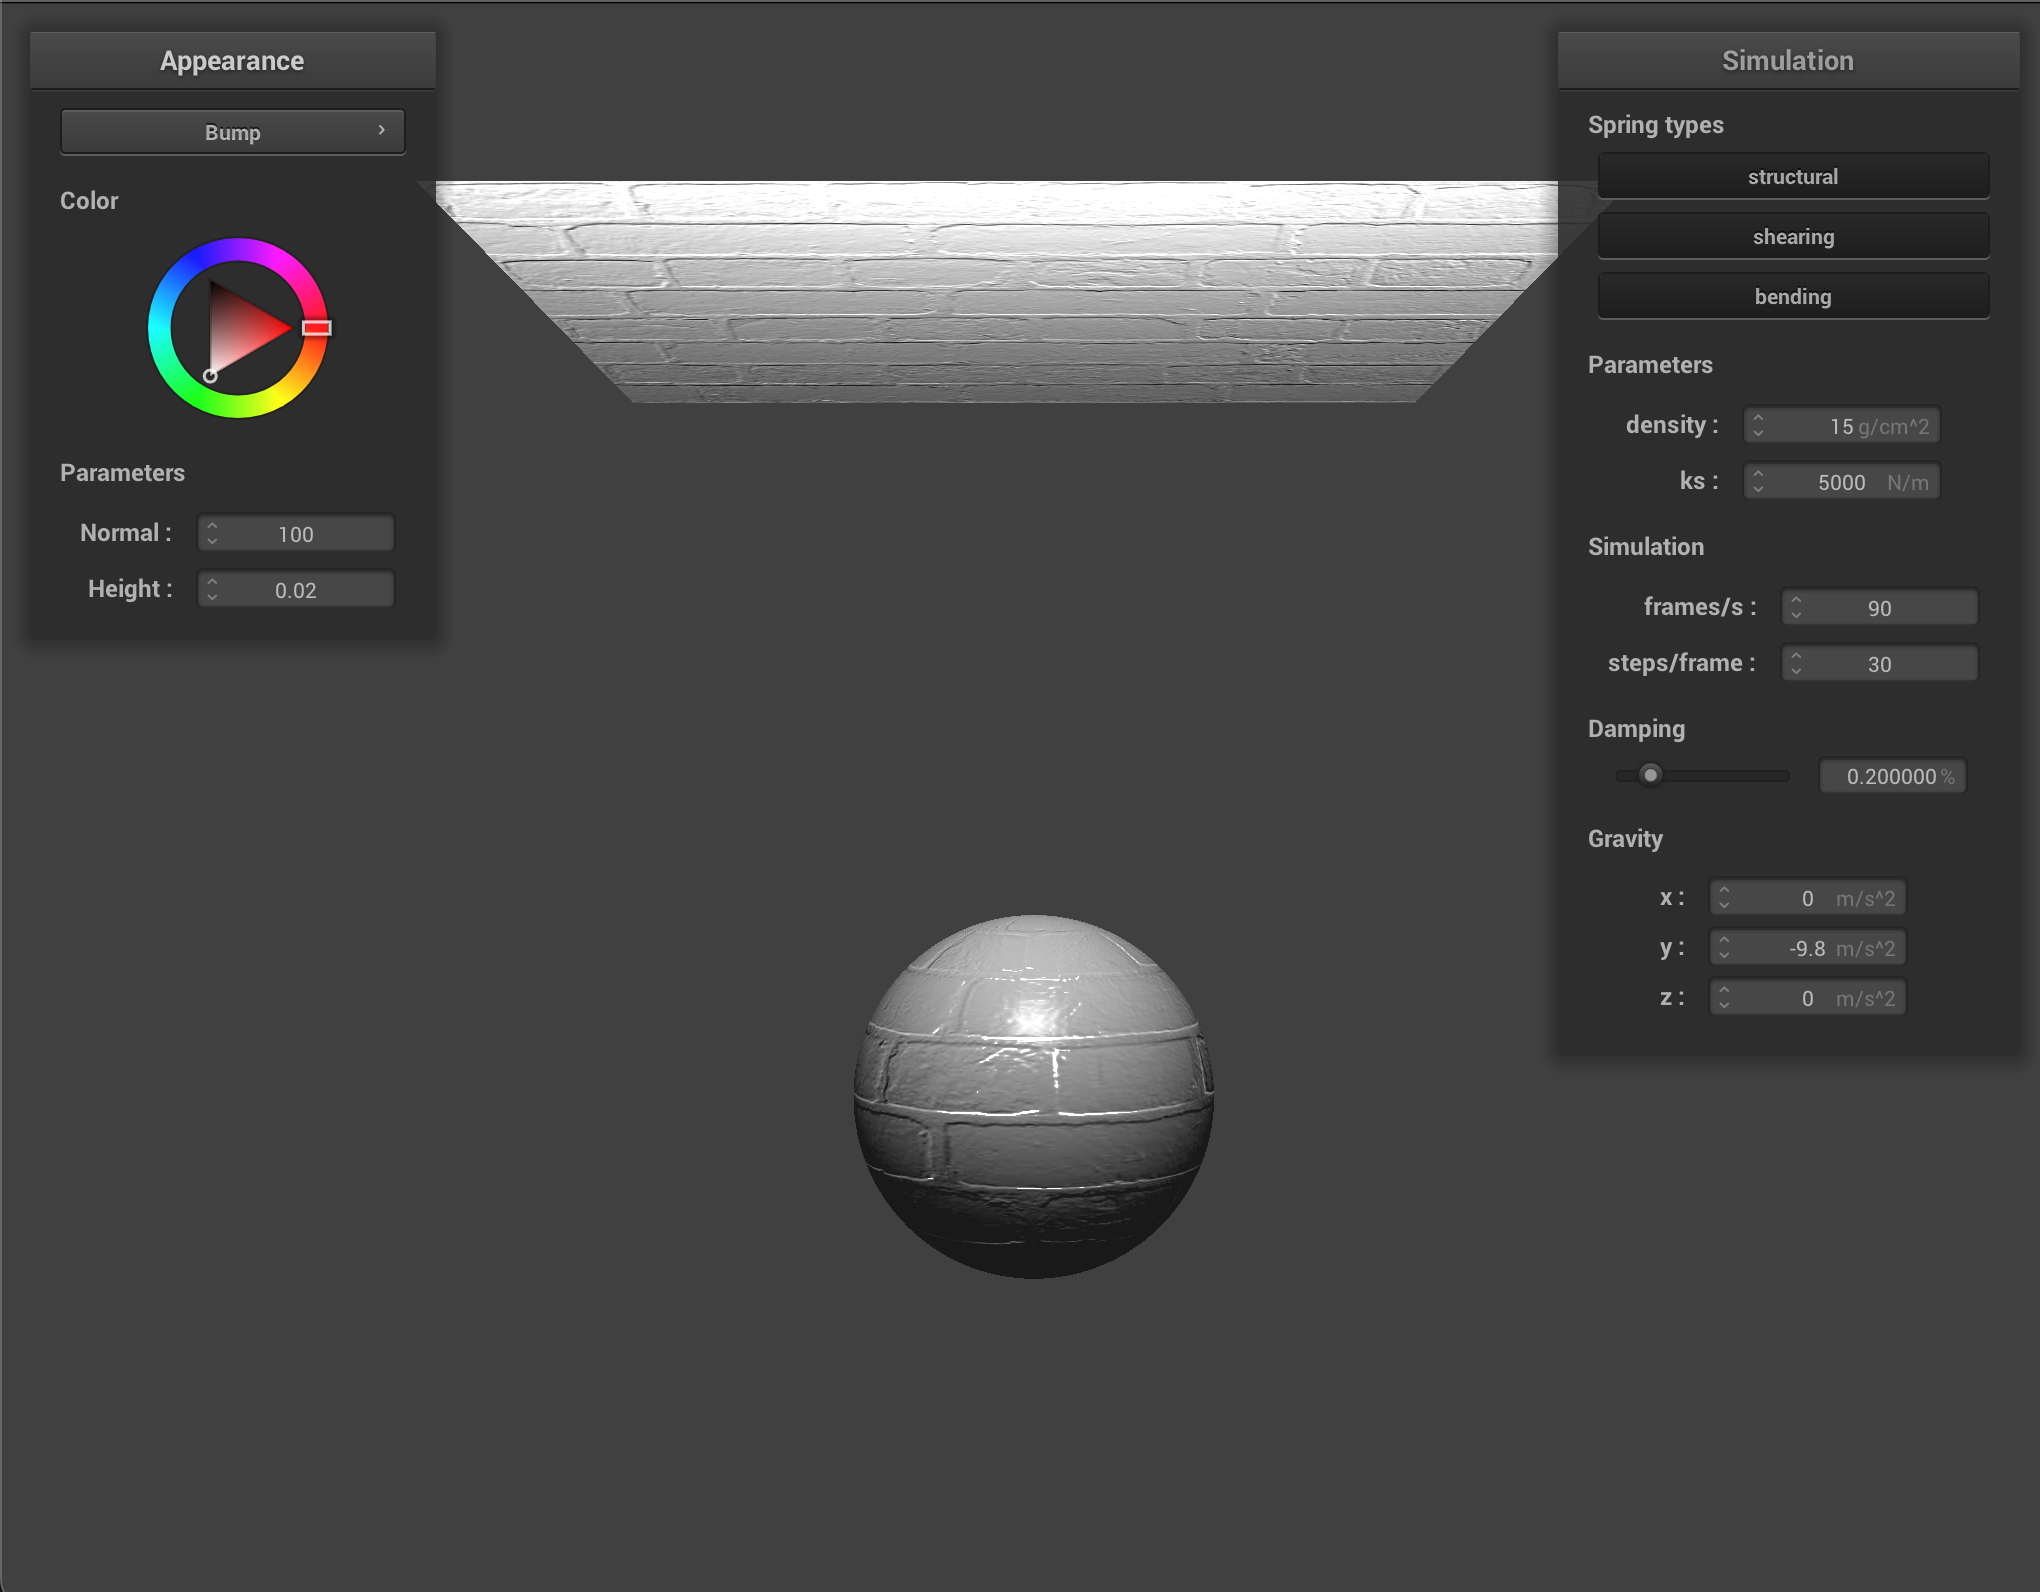 Appearance
Bump
Color
Parameters
Normal : 100
Height : 0.02
Simulation
Spring types
structural
shearing
bending
Parameters
density : 15 g/cm^2
ks : 5000 N/m
Simulation
frames/s : 90
steps/frame : 30
Damping
0.200000 %
Gravity
x : 0 m/s^2
y : -9.8 m/s^2
z : 0 m/s^2